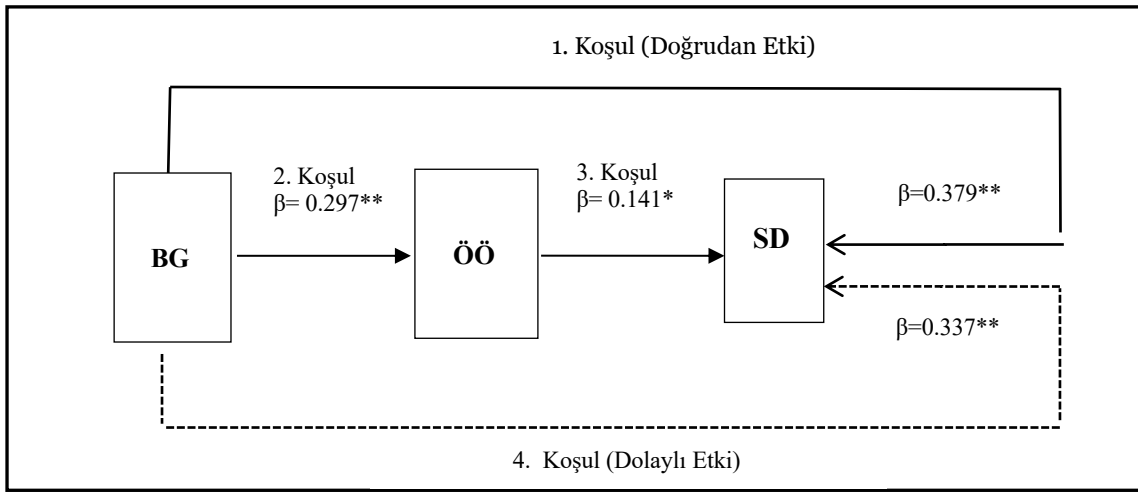 1. Koşul (Doğrudan Etki)
2. Koşul
β= 0.297**
3. Koşul
β= 0.141*
β=0.379**
BG
ÖÖ
SD
β=0.337**
4. Koşul (Dolaylı Etki)